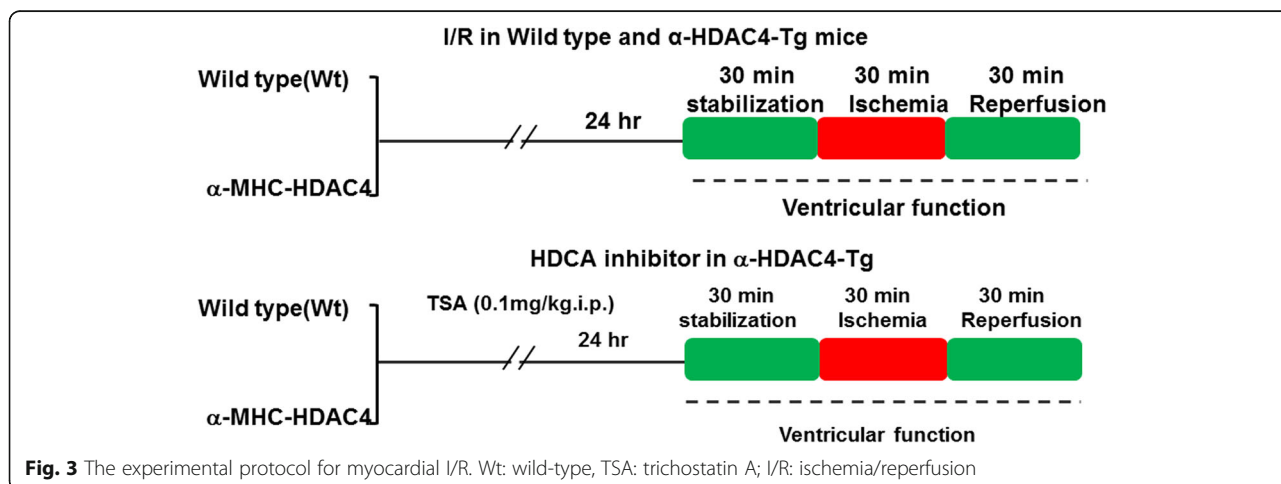 I/R in Wild type and α-HDAC4-Tg mice
Wild type(Wt)
α-MHC-HDAC4
24 hr
30 min
stabilization
30 min
Ischemia
30 min
Reperfusion
Ventricular function
HDCA inhibitor in α-HDAC4-Tg
Wild type(Wt)
α-MHC-HDAC4
TSA (0.1mg/kg.i.p.)
24 hr
30 min
stabilization
30 min
Ischemia
30 min
Reperfusion
Ventricular function
Fig. 3 The experimental protocol for myocardial I/R. Wt: wild-type, TSA: trichostatin A; I/R: ischemia/reperfusion